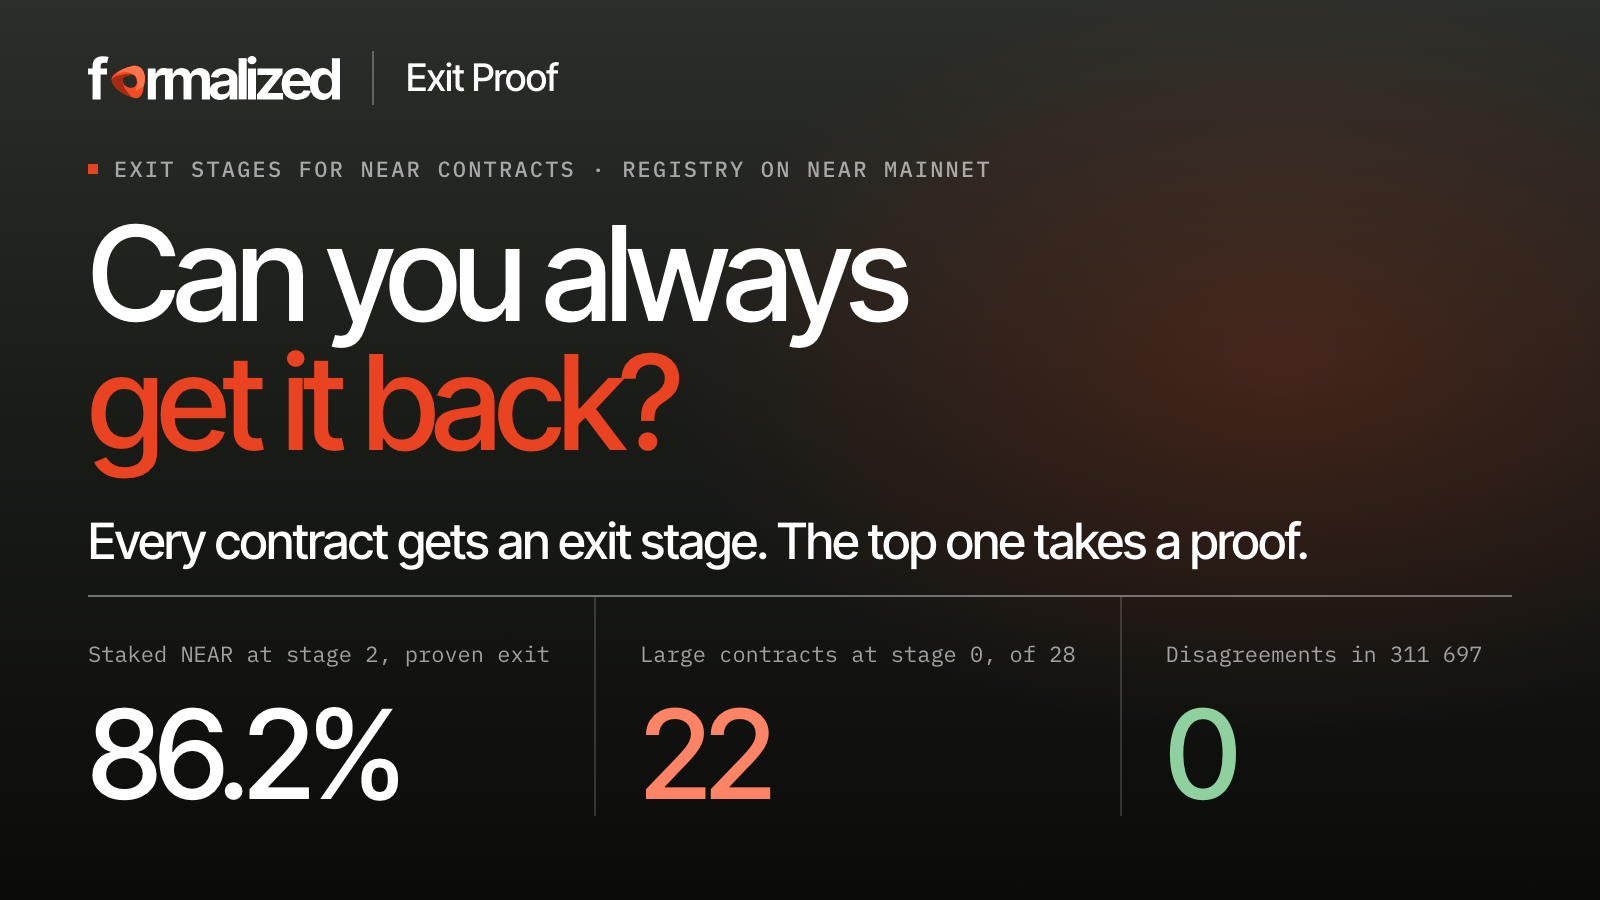 formalized
Exit Proof
EXIT STAGES FOR NEAR CONTRACTS · REGISTRY ON NEAR MAINNET
Can you always
get it back?
Every contract gets an exit stage. The top one takes a proof.
Staked NEAR at stage 2, proven exit
86.2%
Large contracts at stage 0, of 28
22
Disagreements in 311 697
0